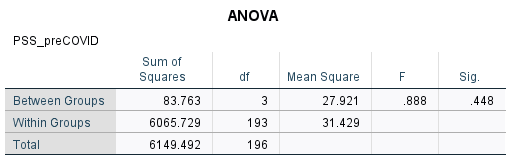 ANOVA
PSS_preCOVID
Sum of Squares df Mean Square F Sig.
Between Groups 83.763 3 27.921 .888 .448
Within Groups 6065.729 193 31.429
Total 6149.492 196